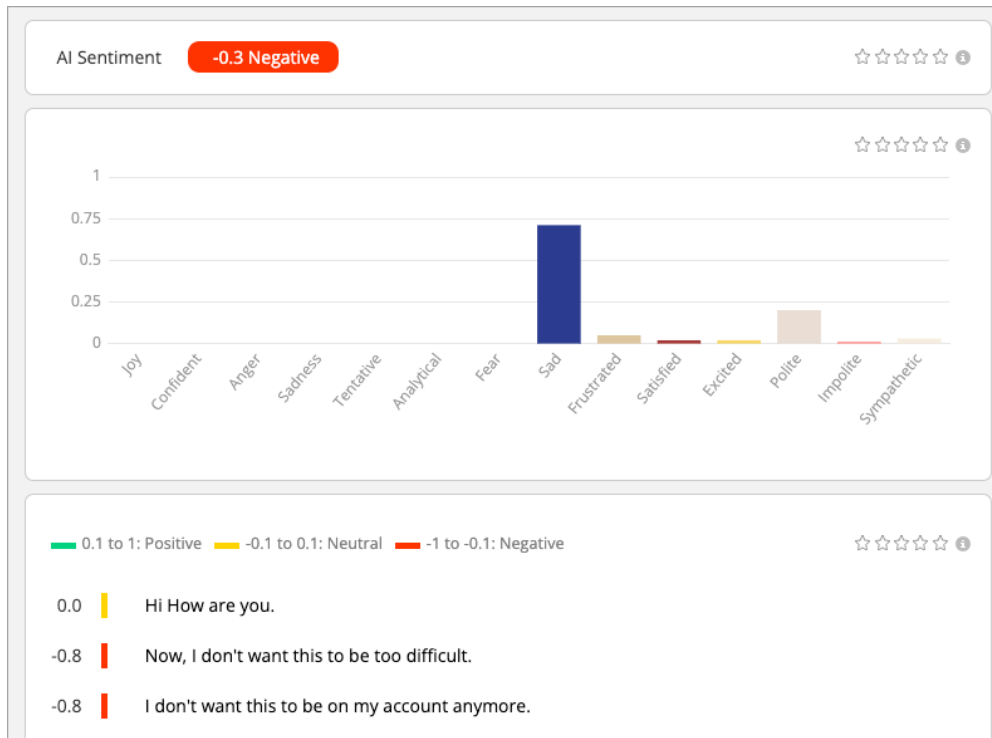 AI Sentiment -0.3 Negative
1
0.75
0.5
0.25
0
Joy Confident Anger Sadness Tentative Analytical Fear Sad Frustrated Satisfied Excited Polite Impolite Sympathetic
0.1 to 1: Positive -0.1 to 0.1: Neutral -1 to -0.1: Negative
0.0 Hi How are you.
-0.8 Now, I don't want this to be too difficult.
-0.8 I don't want this to be on my account anymore.